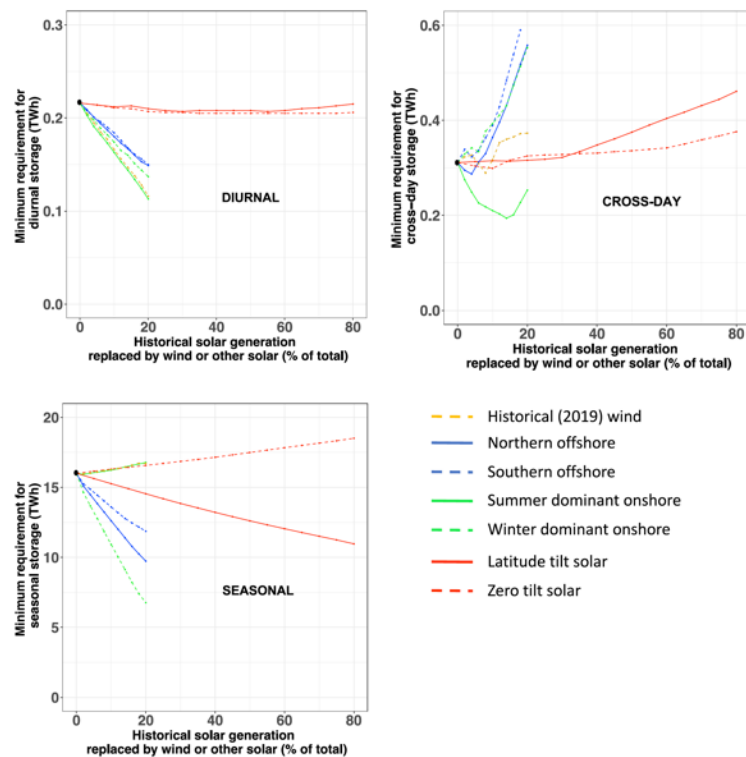 0.3
0.2
0.1
0.0
Minimum requirement for
diurnal storage (TWh)
DIURNAL
0 20 40 60 80
Historical solar generation
replaced by wind or other solar (% of total)
0.6
0.4
0.2
0.0
Minimum requirement for
cross-day storage (TWh)
CROSS-DAY
0 20 40 60 80
Historical solar generation
replaced by wind or other solar (% of total)
20
15
10
5
0
Minimum requirement for
seasonal storage (TWh)
SEASONAL
0 20 40 60 80
Historical solar generation
replaced by wind or other solar (% of total)
Historical (2019) wind
Northern offshore
Southern offshore
Summer dominant onshore
Winter dominant onshore
Latitude tilt solar
Zero tilt solar